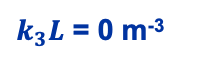 k₃L = 0 m⁻³